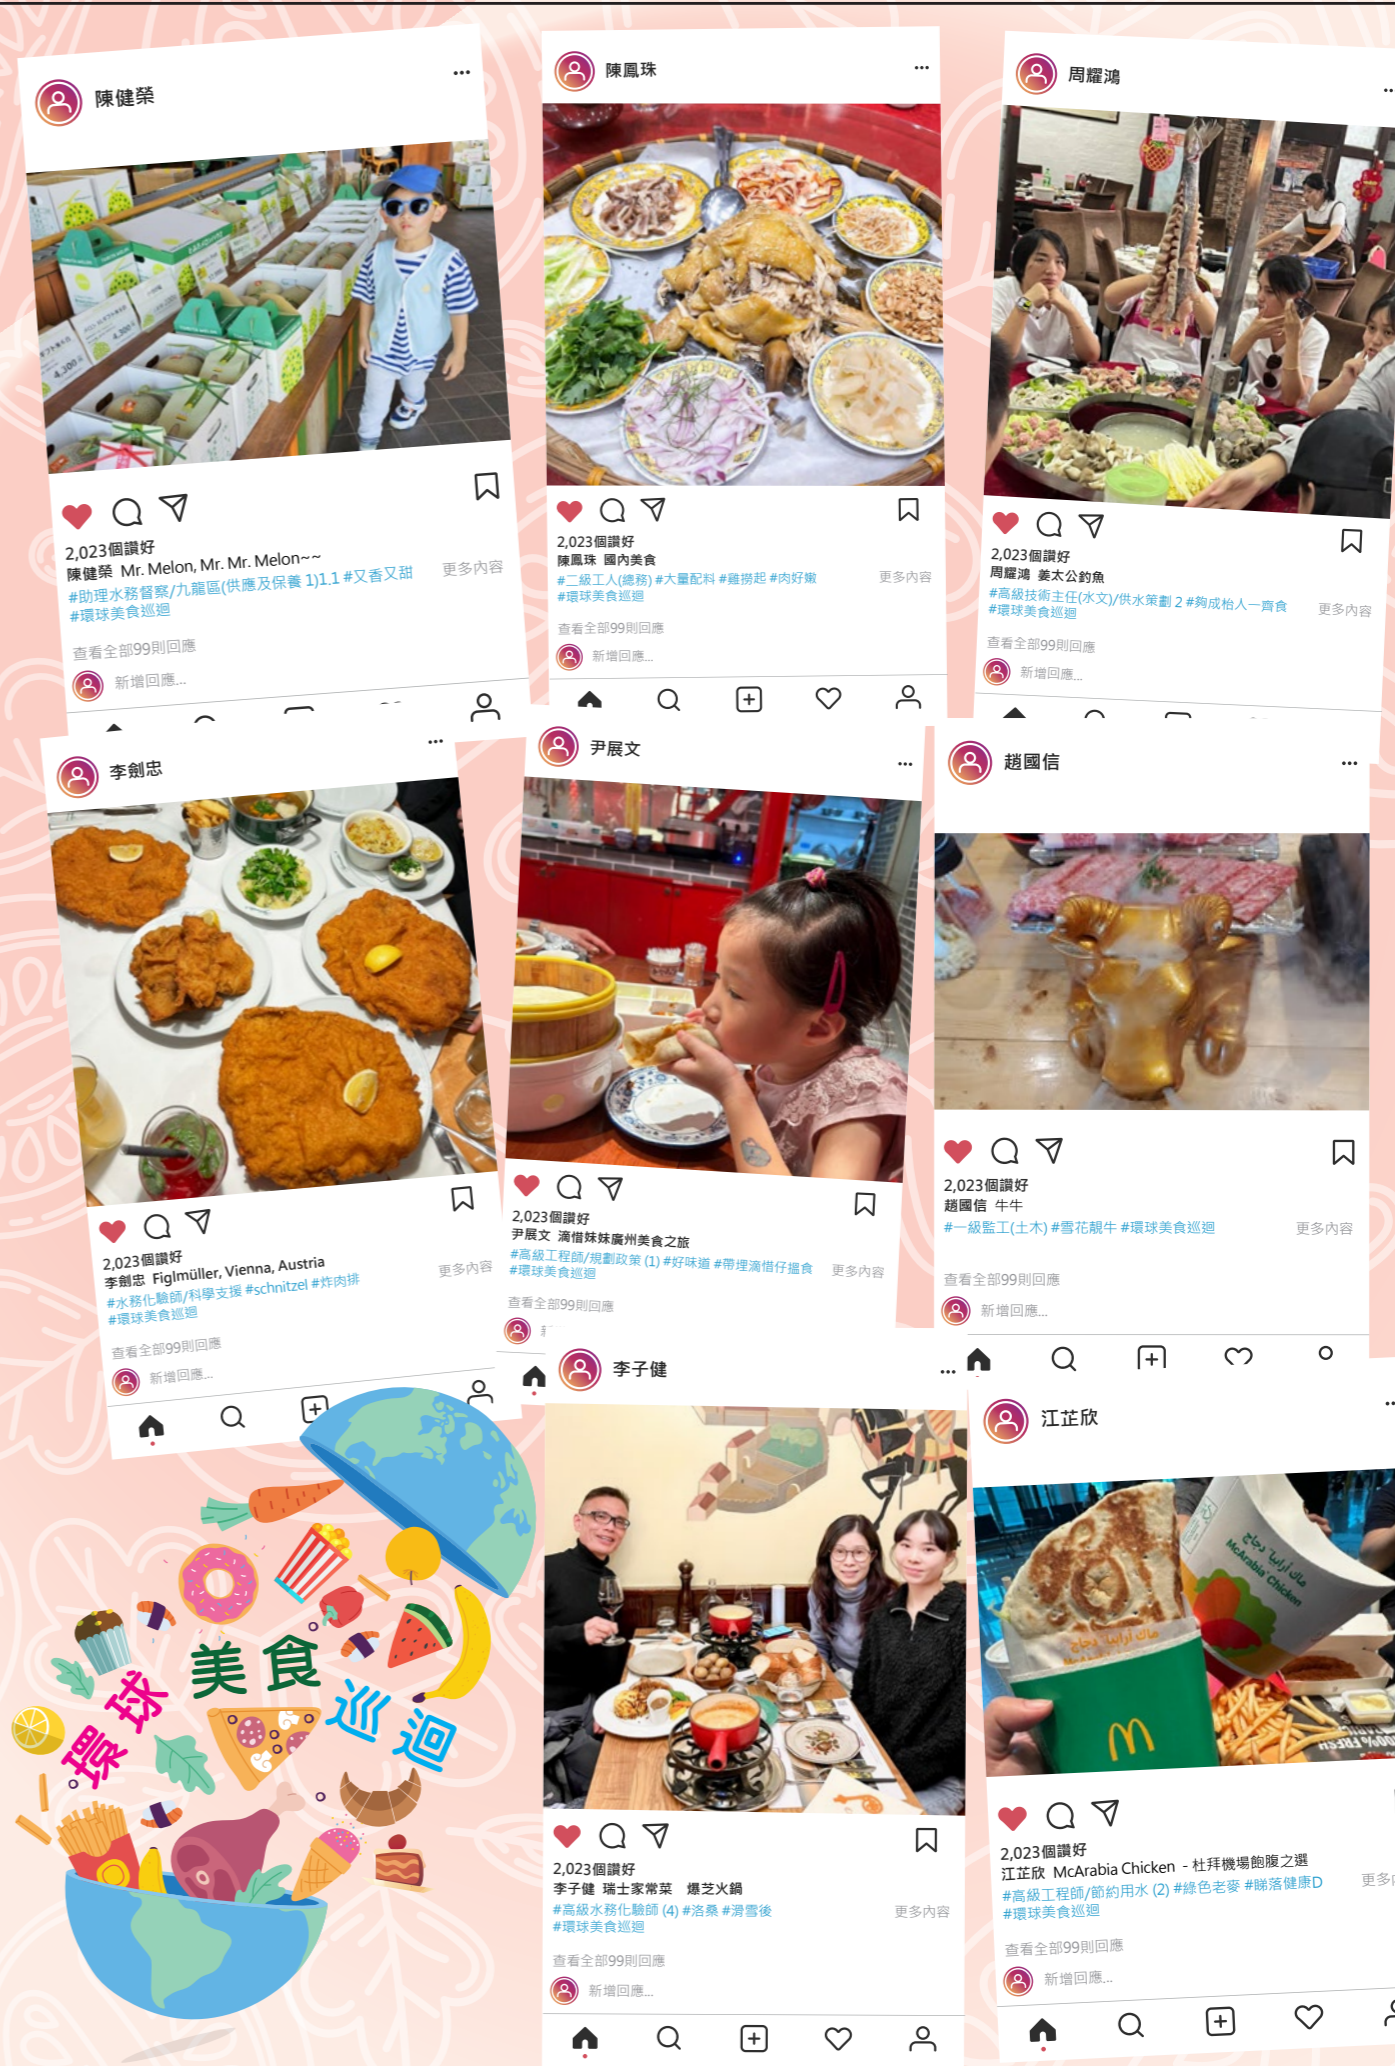 陳健榮
2,023個讚好
陳健榮 Mr. Melon, Mr. Mr. Melon~~
#助理水務督察/九龍區(供應及保養 1)1.1 #又香又甜
#環球美食巡迴
更多內容
查看全部99則回應
新增回應...
陳鳳珠
2,023個讚好
陳鳳珠 國內美食
#二級工人(總務) #大量配料 #雞撈起 #肉好嫩
#環球美食巡迴
更多內容
查看全部99則回應
新增回應...
周耀鴻
2,023個讚好
周耀鴻 姜太公釣魚
#高級技術主任(水文)/供水策劃 2 #夠成枱人一齊食
#環球美食巡迴
更多內容
查看全部99則回應
新增回應...
李劍忠
2,023個讚好
李劍忠 Figlmüller, Vienna, Austria
#水務化驗師/科學支援 #schnitzel #炸肉排
#環球美食巡迴
更多內容
查看全部99則回應
新增回應...
尹展文
2,023個讚好
尹展文 滴惜妹妹廣州美食之旅
#高級工程師/規劃政策 (1) #好味道 #帶埋滴惜仔搵食
#環球美食巡迴
更多內容
查看全部99則回應
趙國信
2,023個讚好
趙國信 牛牛
#一級監工(土木) #雪花靚牛 #環球美食巡迴
更多內容
查看全部99則回應
新增回應...
環球美食巡迴
李子健
2,023個讚好
李子健 瑞士家常菜 爆芝火鍋
#高級水務化驗師 (4) #洛桑 #滑雪後
#環球美食巡迴
更多內容
查看全部99則回應
新增回應...
江芷欣
ماك أرابيا دجاج
McArabia Chicken
ماك أرابيا دجاج
2,023個讚好
江芷欣 McArabia Chicken - 杜拜機場飽腹之選
#高級工程師/節約用水 (2) #綠色老麥 #睇落健康D
#環球美食巡迴
更多
查看全部99則回應
新增回應...